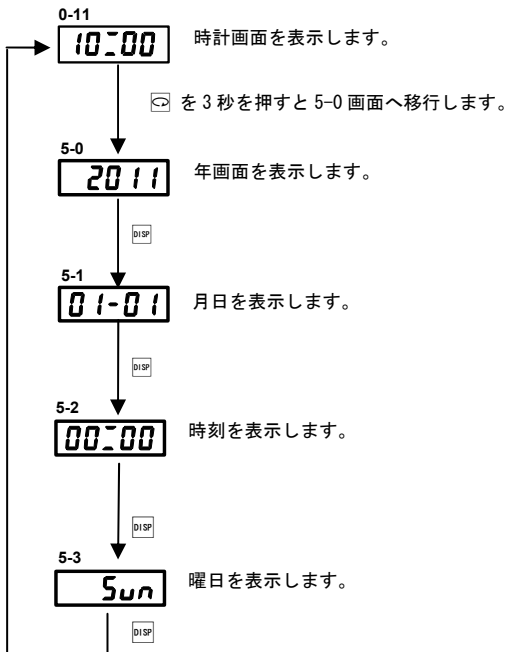 0-11
10:00 時計画面を表示します。
を3秒を押すと 5-0 画面へ移行します。
5-0
2011 年画面を表示します。
DISP
5-1
01-01 月日を表示します。
DISP
5-2
00:00 時刻を表示します。
DISP
5-3
Sun 曜日を表示します。
DISP